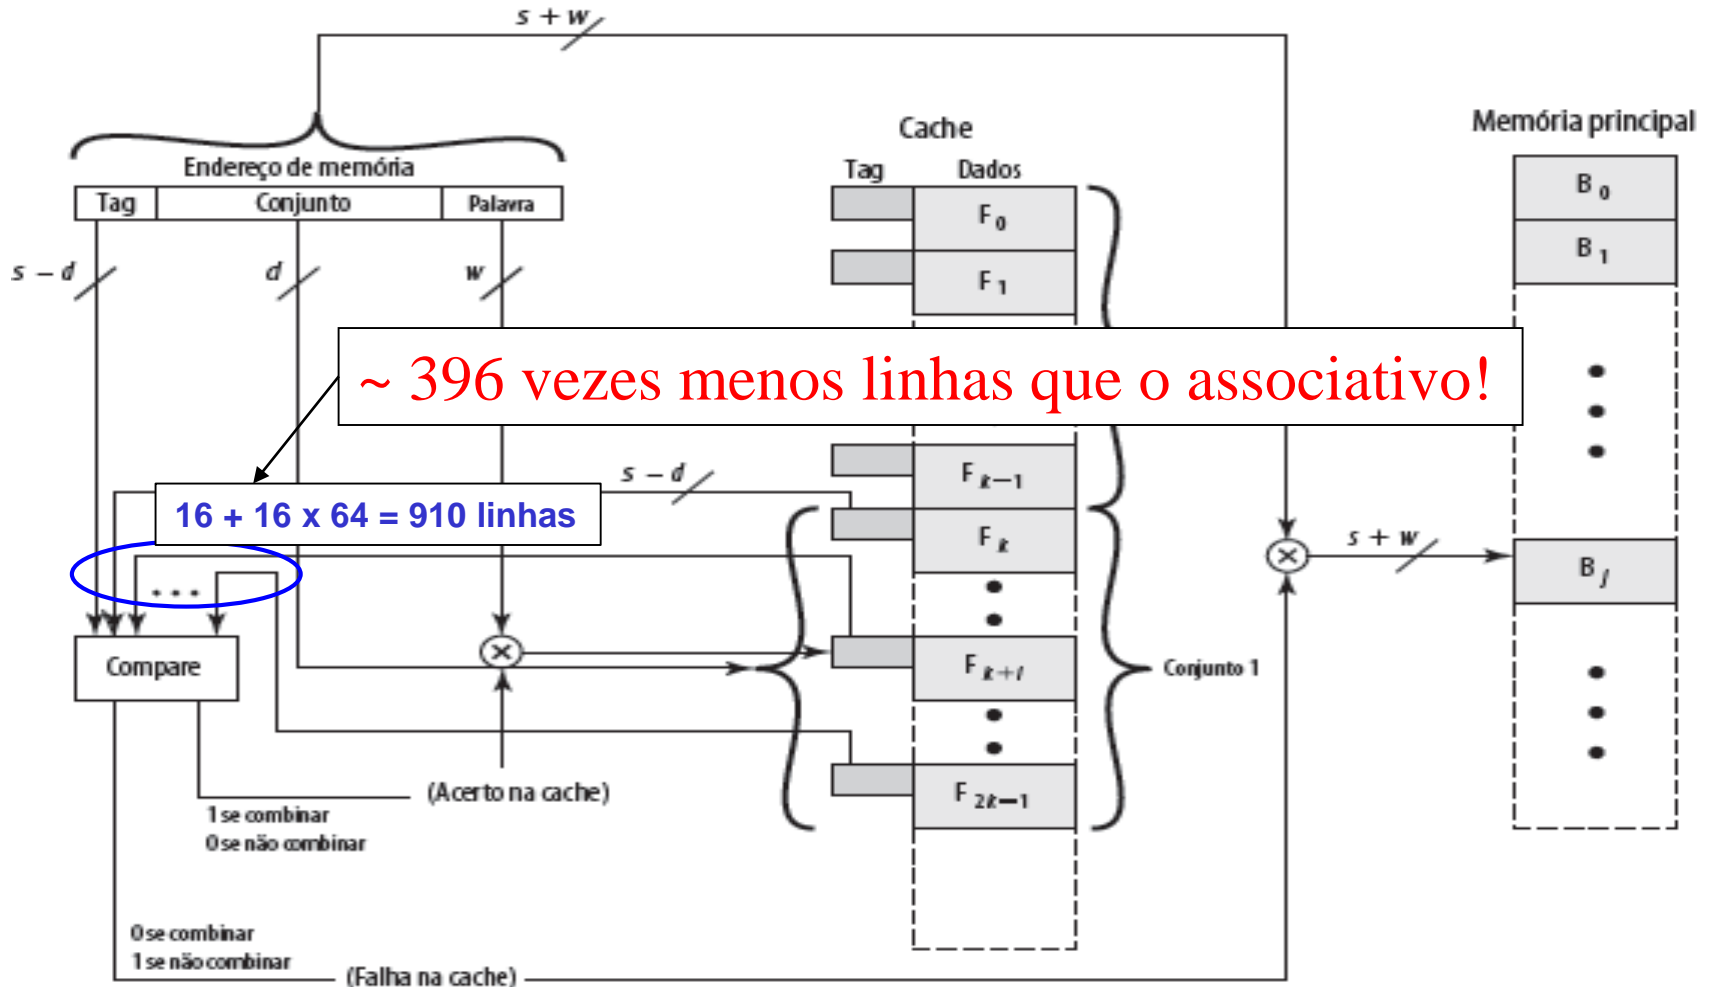 s + w
Endereço de memória
Tag Conjunto Palavra
s – d d w
Cache
Tag Dados
F 0
F 1
F k–1
F k
F k+l
F 2k–1
Memória principal
B 0
B 1
B j
~ 396 vezes menos linhas que o associativo!
16 + 16 x 64 = 910 linhas
s – d
s + w
...
Compare
Conjunto 1
(Acerto na cache)
1 se combinar
0 se não combinar
0 se combinar
1 se não combinar
(Falha na cache)